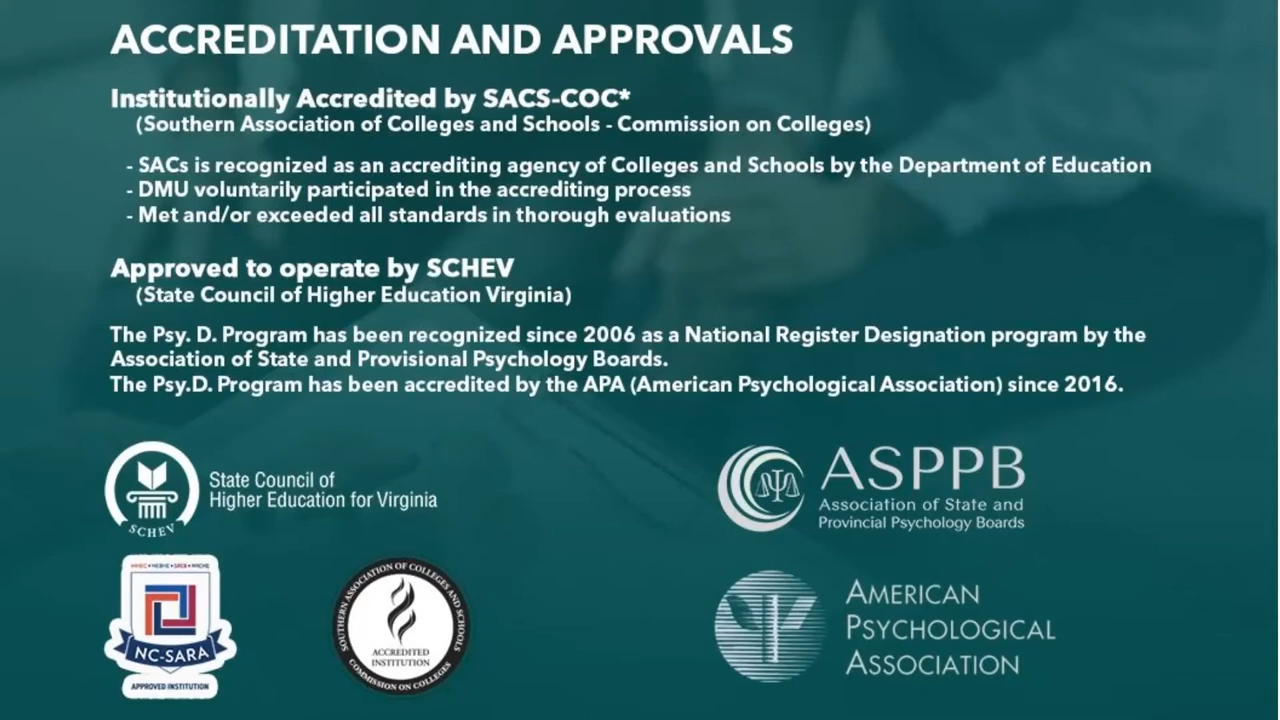 ACCREDITATION AND APPROVALS
Institutionally Accredited by SACS-COC*
(Southern Association of Colleges and Schools - Commission on Colleges)
- SACs is recognized as an accrediting agency of Colleges and Schools by the Department of Education
- DMU voluntarily participated in the accrediting process
- Met and/or exceeded all standards in thorough evaluations
Approved to operate by SCHEV
(State Council of Higher Education Virginia)
The Psy. D. Program has been recognized since 2006 as a National Register Designation program by the
Association of State and Provisional Psychology Boards.
The Psy.D. Program has been accredited by the APA (American Psychological Association) since 2016.
SCHEV
State Council of
Higher Education for Virginia
ASPPB
Association of State and
Provincial Psychology Boards
NC-SARA
APPROVED INSTITUTION
SOUTHERN ASSOCIATION OF COLLEGES AND SCHOOLS
ACCREDITED
INSTITUTION
COMMISSION ON COLLEGES
AMERICAN
PSYCHOLOGICAL
ASSOCIATION